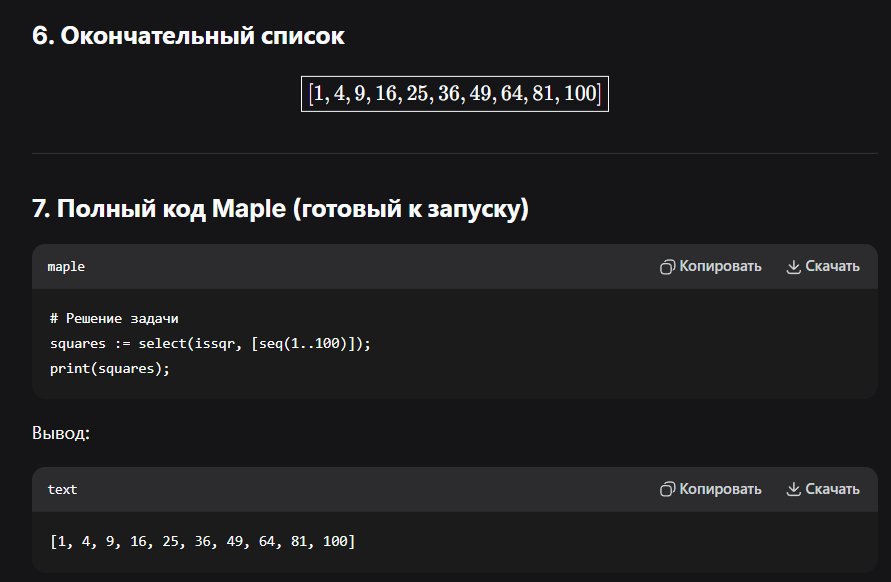 6. Окончательный список
[1, 4, 9, 16, 25, 36, 49, 64, 81, 100]
7. Полный код Maple (готовый к запуску)
maple Копировать Скачать
# Решение задачи
squares := select(issqr, [seq(1..100)]);
print(squares);
Вывод:
text Копировать Скачать
[1, 4, 9, 16, 25, 36, 49, 64, 81, 100]